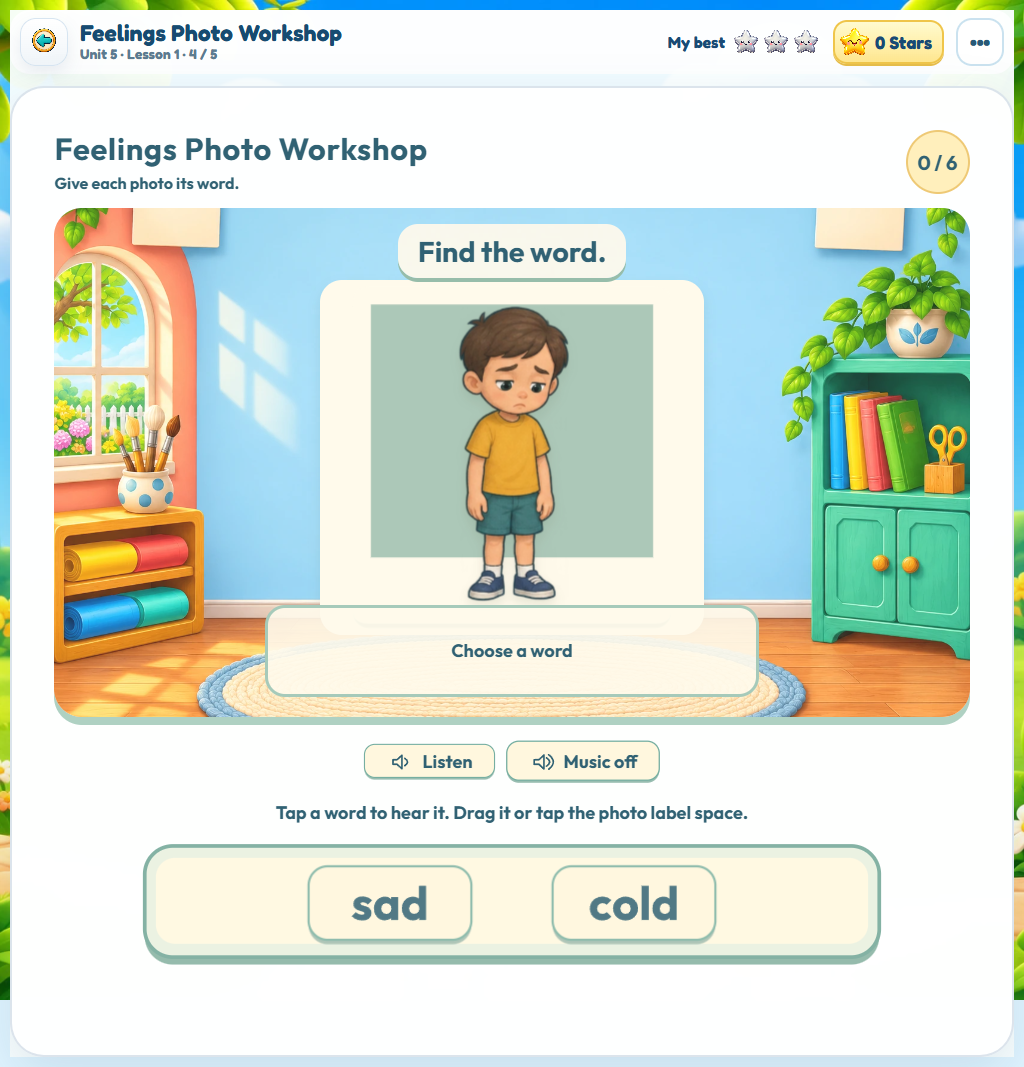 Feelings Photo Workshop
Unit 5 · Lesson 1 · 4 / 5
My best
0 Stars
Feelings Photo Workshop
Give each photo its word.
0 / 6
Find the word.
Choose a word
Listen
Music off
Tap a word to hear it. Drag it or tap the photo label space.
sad
cold